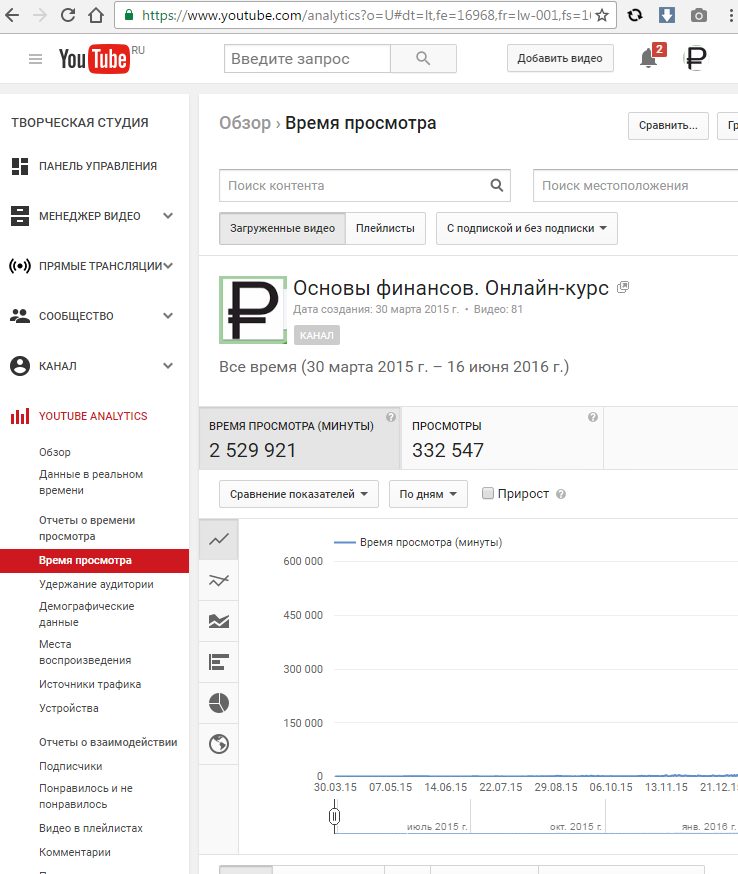 https://www.youtube.com/analytics?o=U#dt=lt,fe=16968,fr=lw-001,fs=1
YouTube RU
Введите запрос
Добавить видео
2
ТВОРЧЕСКАЯ СТУДИЯ
ПАНЕЛЬ УПРАВЛЕНИЯ
МЕНЕДЖЕР ВИДЕО
ПРЯМЫЕ ТРАНСЛЯЦИИ
СООБЩЕСТВО
КАНАЛ
YOUTUBE ANALYTICS
Обзор
Данные в реальном
времени
Отчеты о времени
просмотра
Время просмотра
Удержание аудитории
Демографические
данные
Места
воспроизведения
Источники трафика
Устройства
Отчеты о взаимодействии
Подписчики
Понравилось и не
понравилось
Видео в плейлистах
Комментарии
Обзор › Время просмотра
Сравнить...
Гр
Поиск контента
Поиск местоположения
Загруженные видео
Плейлисты
С подпиской и без подписки
Основы финансов. Онлайн-курс
Дата создания: 30 марта 2015 г. • Видео: 81
КАНАЛ
Все время (30 марта 2015 г. – 16 июня 2016 г.)
ВРЕМЯ ПРОСМОТРА (МИНУТЫ)
2 529 921
ПРОСМОТРЫ
332 547
Сравнение показателей
По дням
Прирост
Время просмотра (минуты)
600 000
450 000
300 000
150 000
0
30.03.15 07.05.15 14.06.15 22.07.15 29.08.15 06.10.15 13.11.15 21.12.15
июль 2015 г. окт. 2015 г. янв. 2016 г.